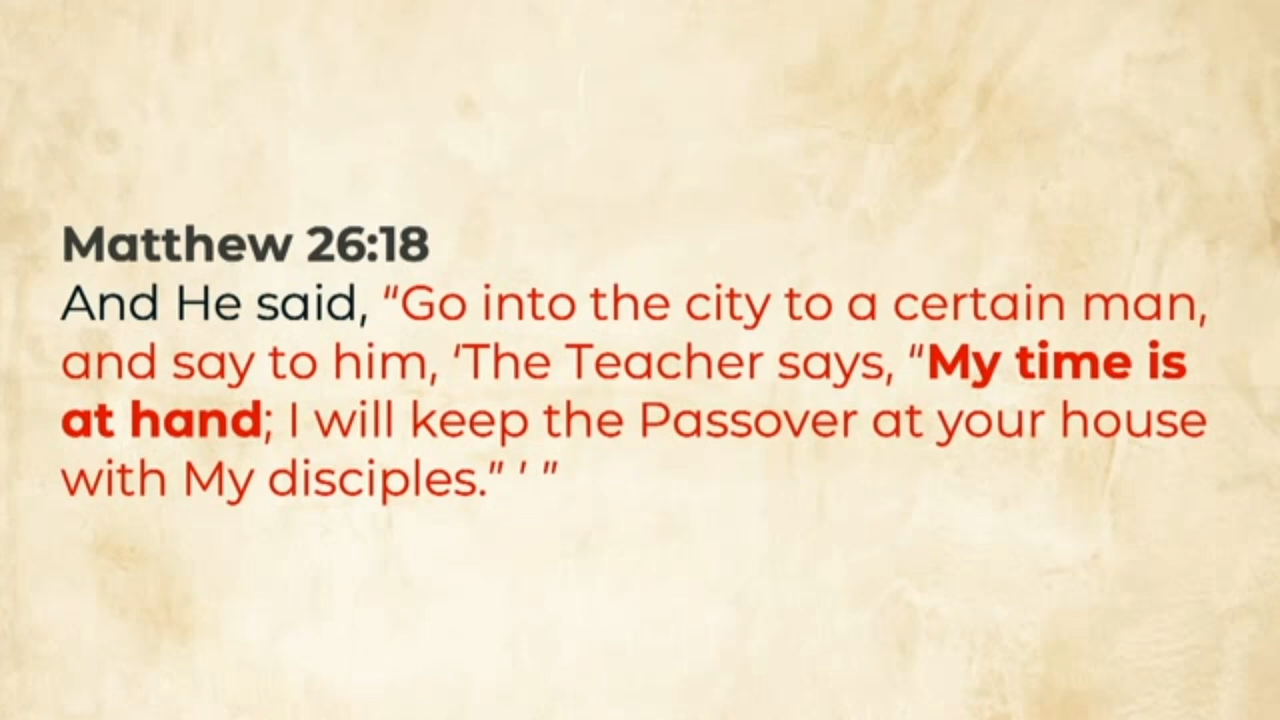 Matthew 26:18
And He said, “Go into the city to a certain man,
and say to him, ‘The Teacher says, “My time is
at hand; I will keep the Passover at your house
with My disciples.” ’ ”